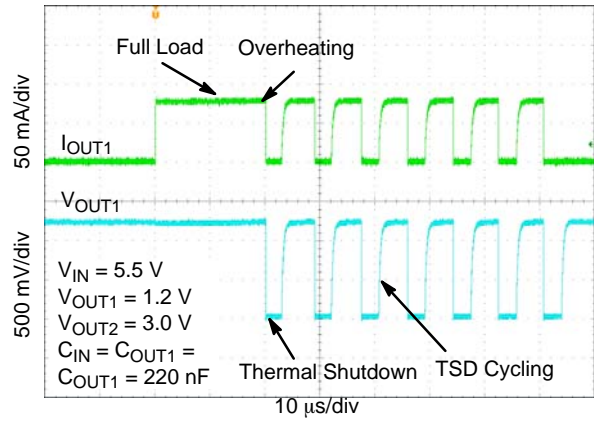 Full Load
Overheating
50 mA/div
IOUT1
VOUT1
500 mV/div
VIN = 5.5 V
VOUT1 = 1.2 V
VOUT2 = 3.0 V
CIN = COUT1 =
COUT1 = 220 nF
Thermal Shutdown
TSD Cycling
10 μs/div